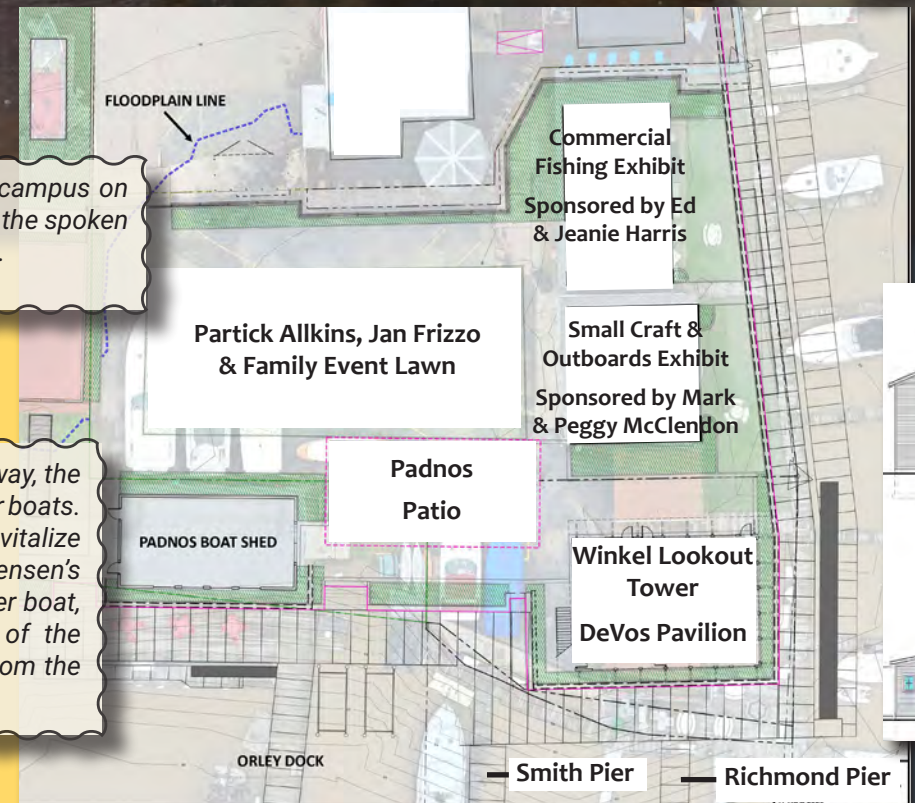 FLOODPLAIN LINE
campus on
the spoken
Commercial
Fishing Exhibit
Sponsored by Ed
& Jeanie Harris
Partick Allkins, Jan Frizzo
& Family Event Lawn
Small Craft &
Outboards Exhibit
Sponsored by Mark
& Peggy McClendon
way, the
r boats.
vitalize
ensen's
er boat,
of the
om the
Padnos
Patio
PADNOS BOAT SHED
Winkel Lookout
Tower
DeVos Pavilion
ORLEY DOCK
Smith Pier
Richmond Pier